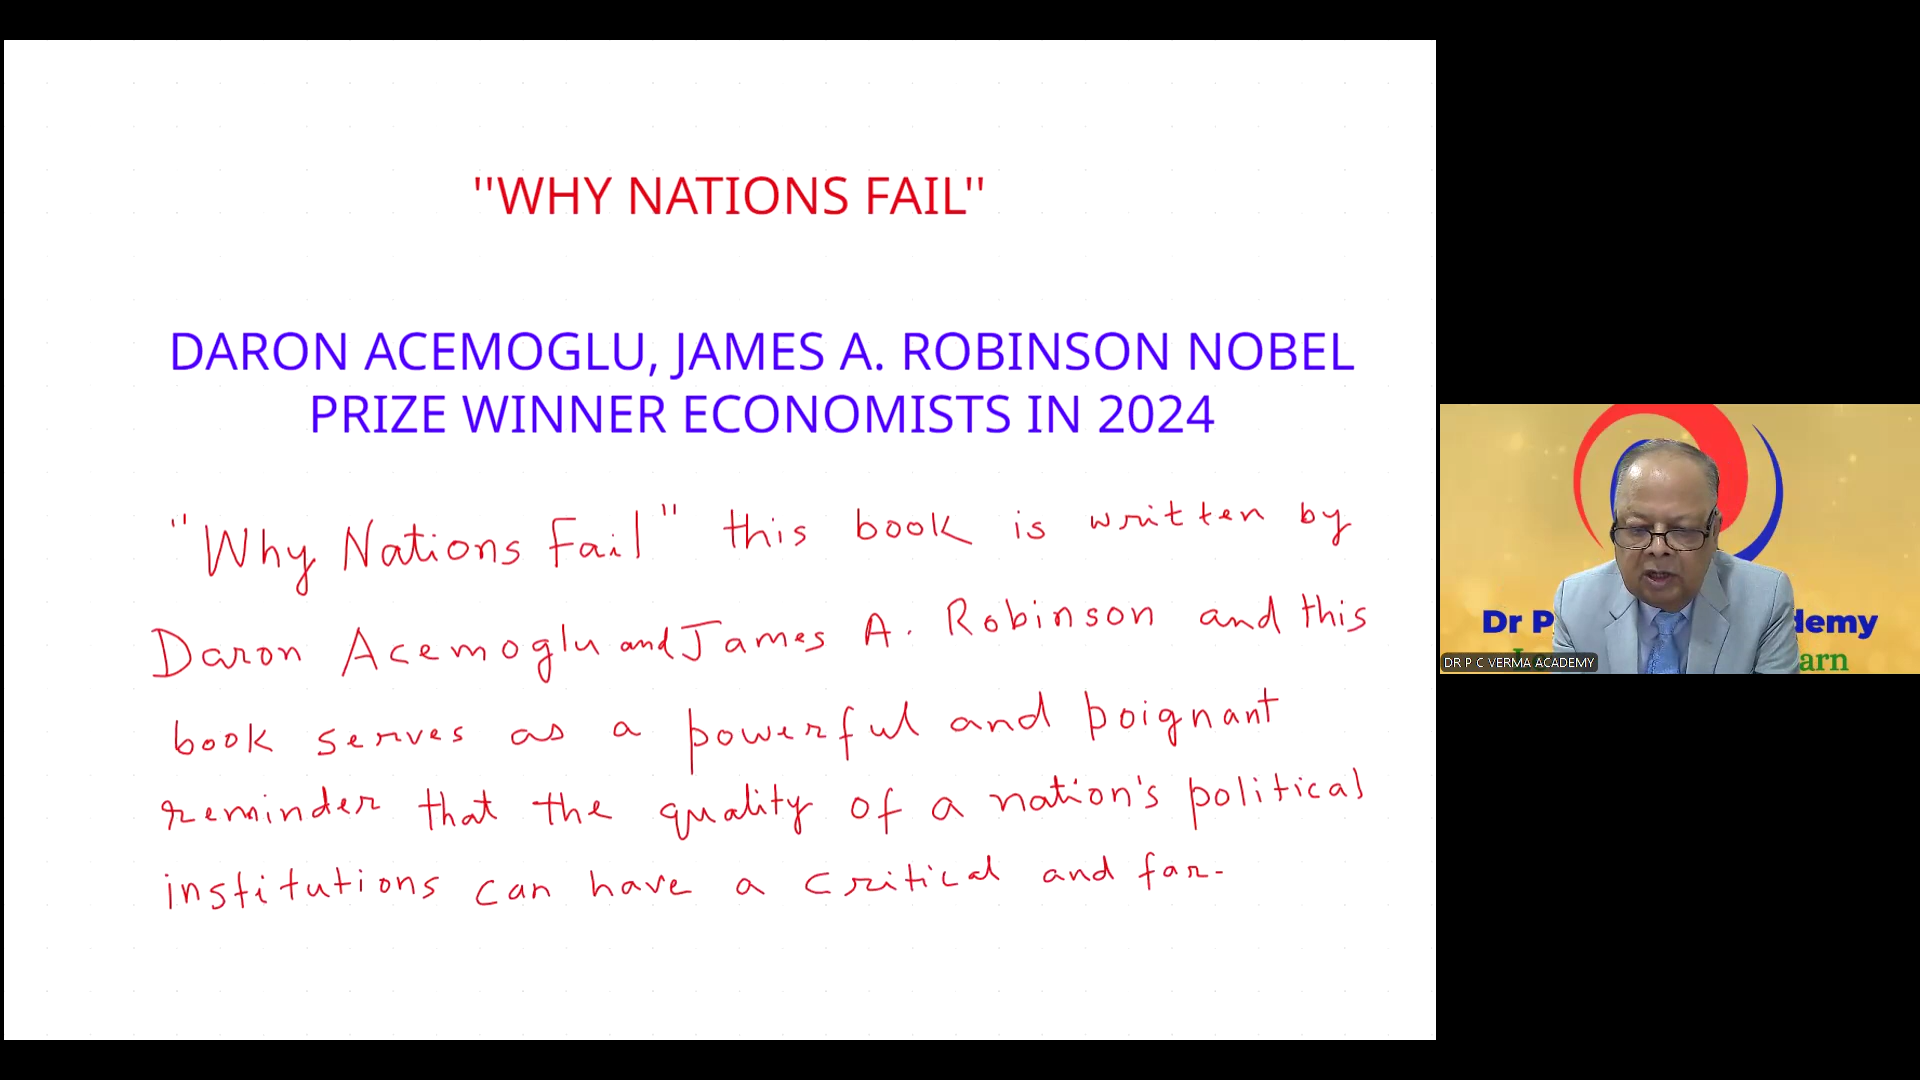 "WHY NATIONS FAIL"
DARON ACEMOGLU, JAMES A. ROBINSON NOBEL
PRIZE WINNER ECONOMISTS IN 2024
"Why Nations Fail" this book is written by
Daron Acemoglu and James A. Robinson and this
book serves as a powerful and poignant
reminder that the quality of a nation's political
institutions can have a critical and far-
Dr P demy
arn
DR P C VERMA ACADEMY